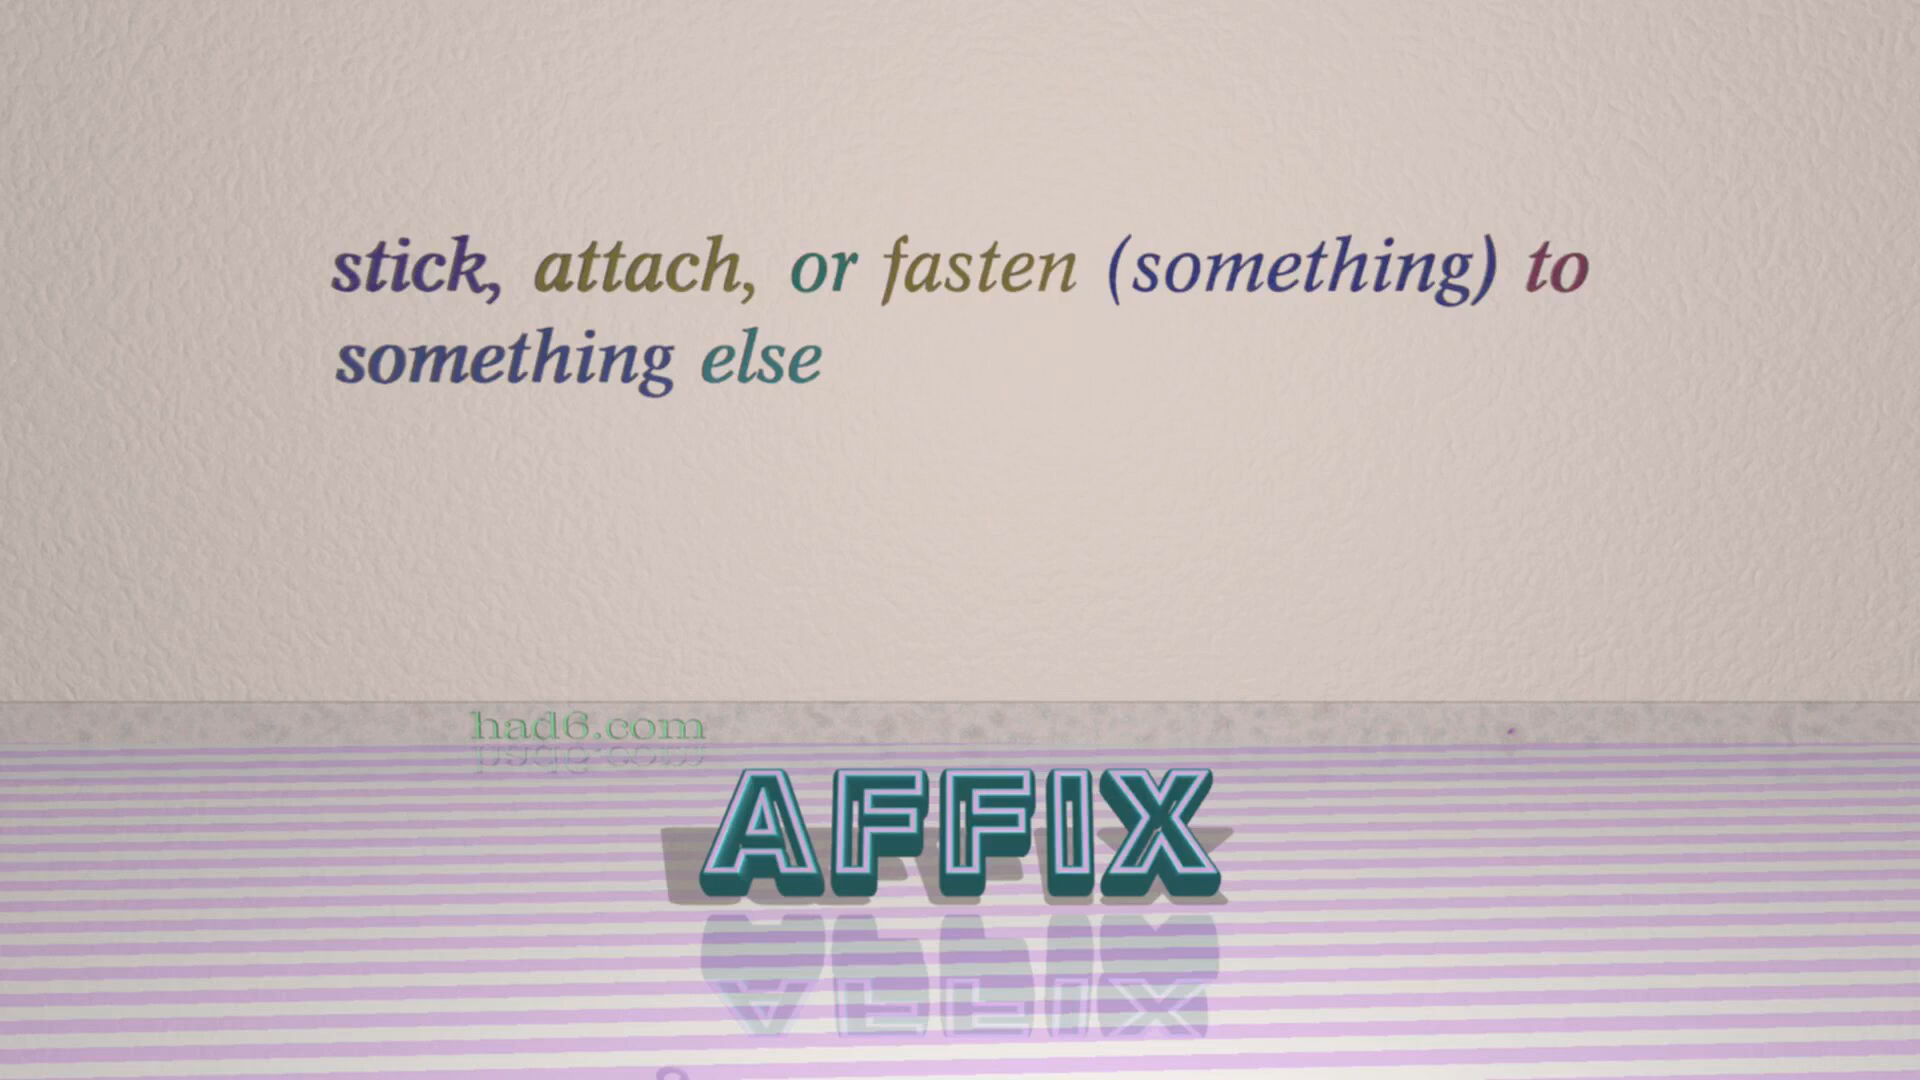 stick, attach, or fasten (something) to
something else
had6.com
AFFIX